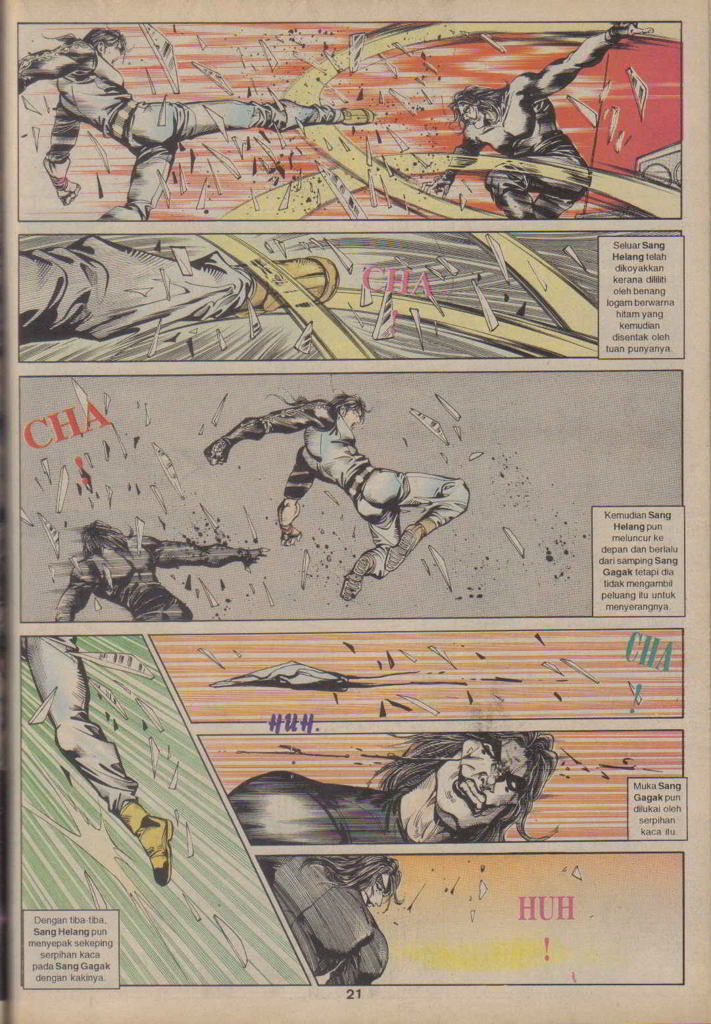 Seluar Sang
Helang telah
dikoyakkan
kerana dililiti
oleh benang
logam berwarna
hitam yang
kemudian
disentak oleh
tuan punyanya.
CHA
!
CHA
!
Kemudian Sang
Helang pun
meluncur ke
depan dan berlalu
dari samping Sang
Gagak tetapi dia
tidak mengambil
peluang itu untuk
menyerangnya.
CHA
!
HUH.
Muka Sang
Gagak pun
dilukai oleh
serpihan
kaca itu.
Dengan tiba-tiba,
Sang Helang pun
menyepak sekeping
serpihan kaca
pada Sang Gagak
dengan kakinya.
HUH
!
21